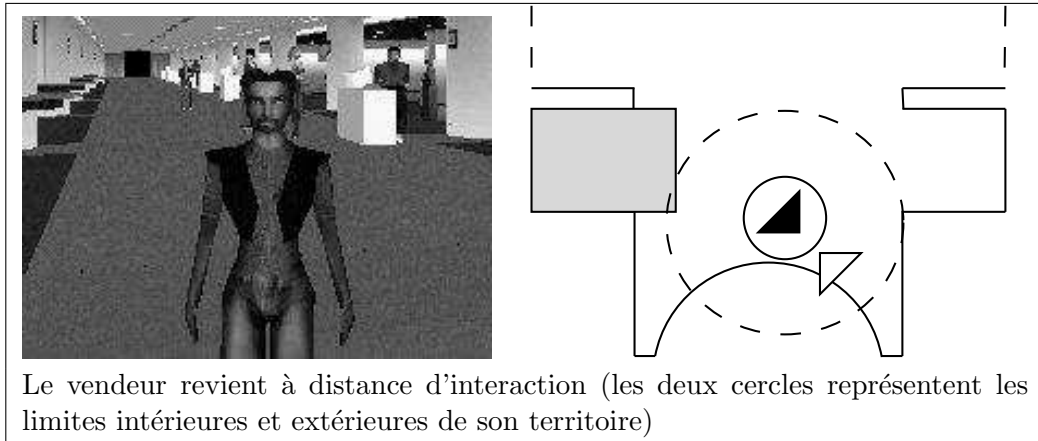 Le vendeur revient à distance d'interaction (les deux cercles représentent les
limites intérieures et extérieures de son territoire)